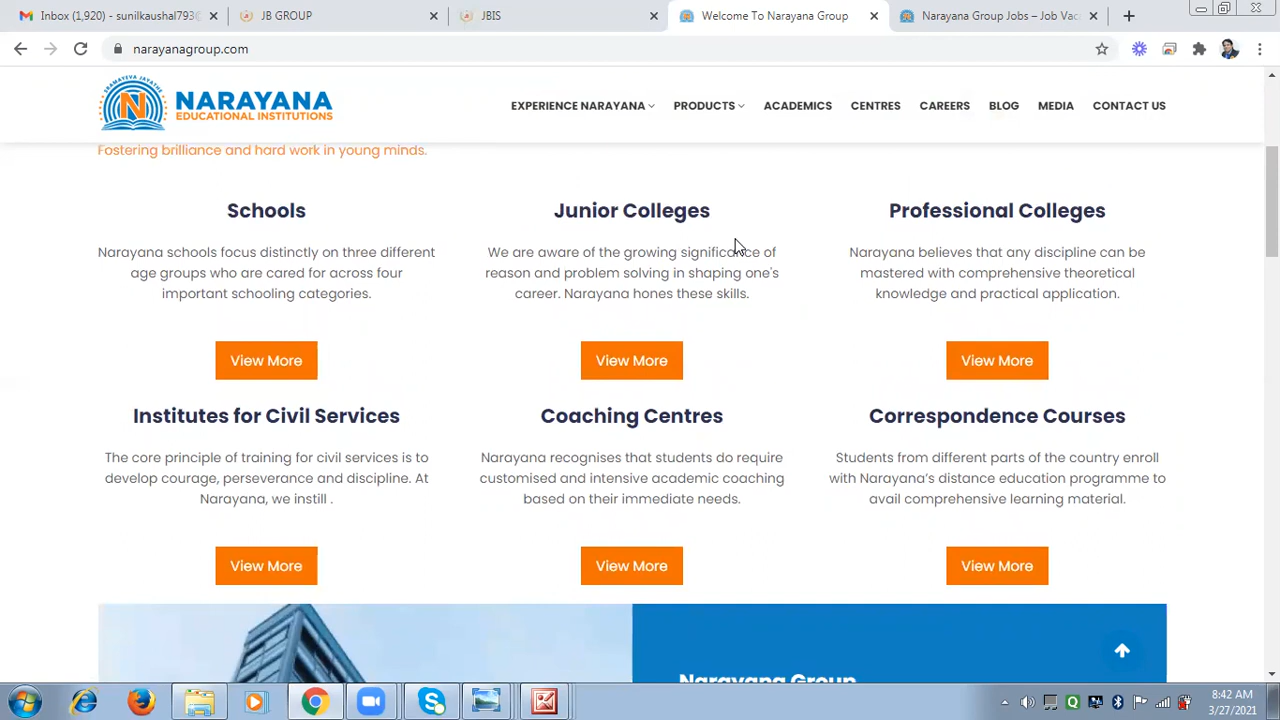 Inbox (1,920) - sunilkaushal793@
JB GROUP
JBIS
Welcome To Narayana Group
Narayana Group Jobs – Job Vac
narayanagroup.com
SRAMAYEVA JAYATHE
N
NARAYANA
EDUCATIONAL INSTITUTIONS
EXPERIENCE NARAYANA
PRODUCTS
ACADEMICS
CENTRES
CAREERS
BLOG
MEDIA
CONTACT US
Fostering brilliance and hard work in young minds.
Schools
Narayana schools focus distinctly on three different
age groups who are cared for across four
important schooling categories.
View More
Junior Colleges
We are aware of the growing significance of
reason and problem solving in shaping one's
career. Narayana hones these skills.
View More
Professional Colleges
Narayana believes that any discipline can be
mastered with comprehensive theoretical
knowledge and practical application.
View More
Institutes for Civil Services
The core principle of training for civil services is to
develop courage, perseverance and discipline. At
Narayana, we instill .
View More
Coaching Centres
Narayana recognises that students do require
customised and intensive academic coaching
based on their immediate needs.
View More
Correspondence Courses
Students from different parts of the country enroll
with Narayana’s distance education programme to
avail comprehensive learning material.
View More
Narayana Group
8:42 AM
3/27/2021